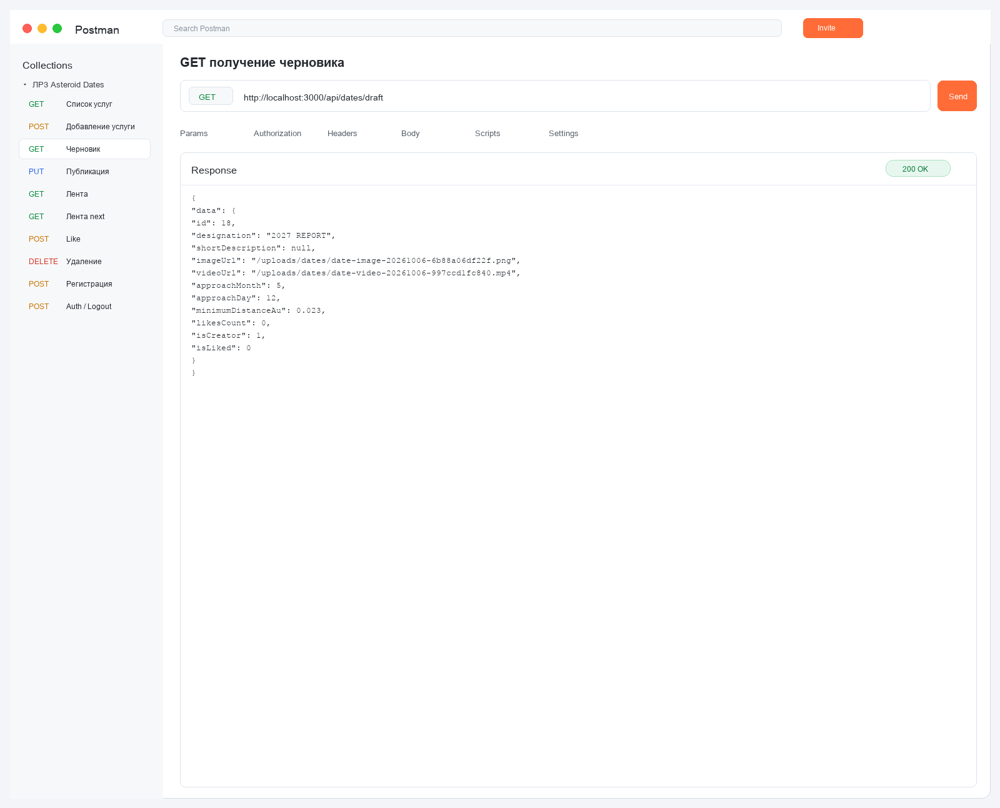 Postman
Search Postman
Invite
Collections
ЛР3 Asteroid Dates
GET Список услуг
POST Добавление услуги
GET Черновик
PUT Публикация
GET Лента
GET Лента next
POST Like
DELETE Удаление
POST Регистрация
POST Auth / Logout
GET получение черновика
GET http://localhost:3000/api/dates/draft
Send
Params Authorization Headers Body Scripts Settings
Response
200 OK
{
"data": {
"id": 18,
"designation": "2027 REPORT",
"shortDescription": null,
"imageUrl": "/uploads/dates/date-image-20261006-6b88a06df22f.png",
"videoUrl": "/uploads/dates/date-video-20261006-997ccd1fc840.mp4",
"approachMonth": 5,
"approachDay": 12,
"minimumDistanceAu": 0.023,
"likesCount": 0,
"isCreator": 1,
"isLiked": 0
}
}